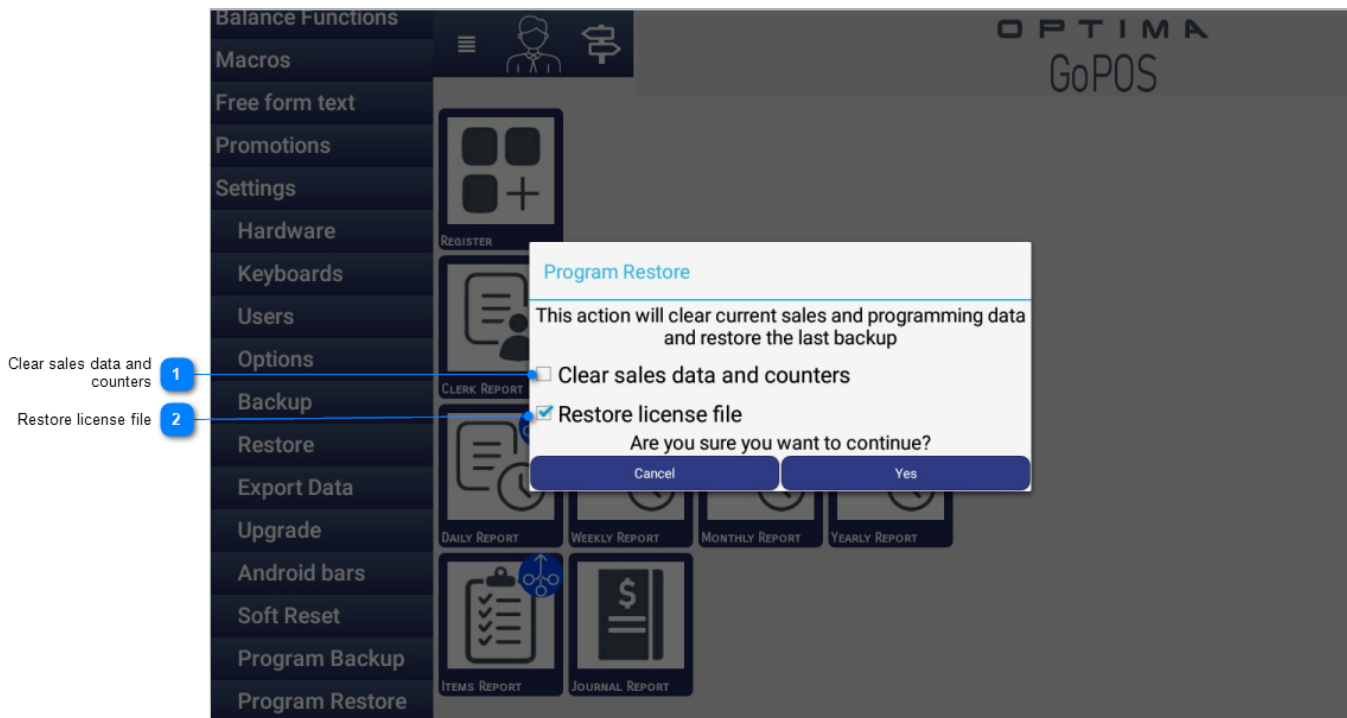 Clear sales data and
counters
1
Restore license file
2
Balance Functions
Macros
Free form text
Promotions
Settings
Hardware
Keyboards
Users
Options
Backup
Restore
Export Data
Upgrade
Android bars
Soft Reset
Program Backup
Program Restore
OPTIMA
GoPOS
REGISTER
CLERK REPORT
Program Restore
This action will clear current sales and programming data
and restore the last backup
Clear sales data and counters
Restore license file
Are you sure you want to continue?
Cancel
Yes
DAILY REPORT
WEEKLY REPORT
MONTHLY REPORT
YEARLY REPORT
$
ITEMS REPORT
JOURNAL REPORT